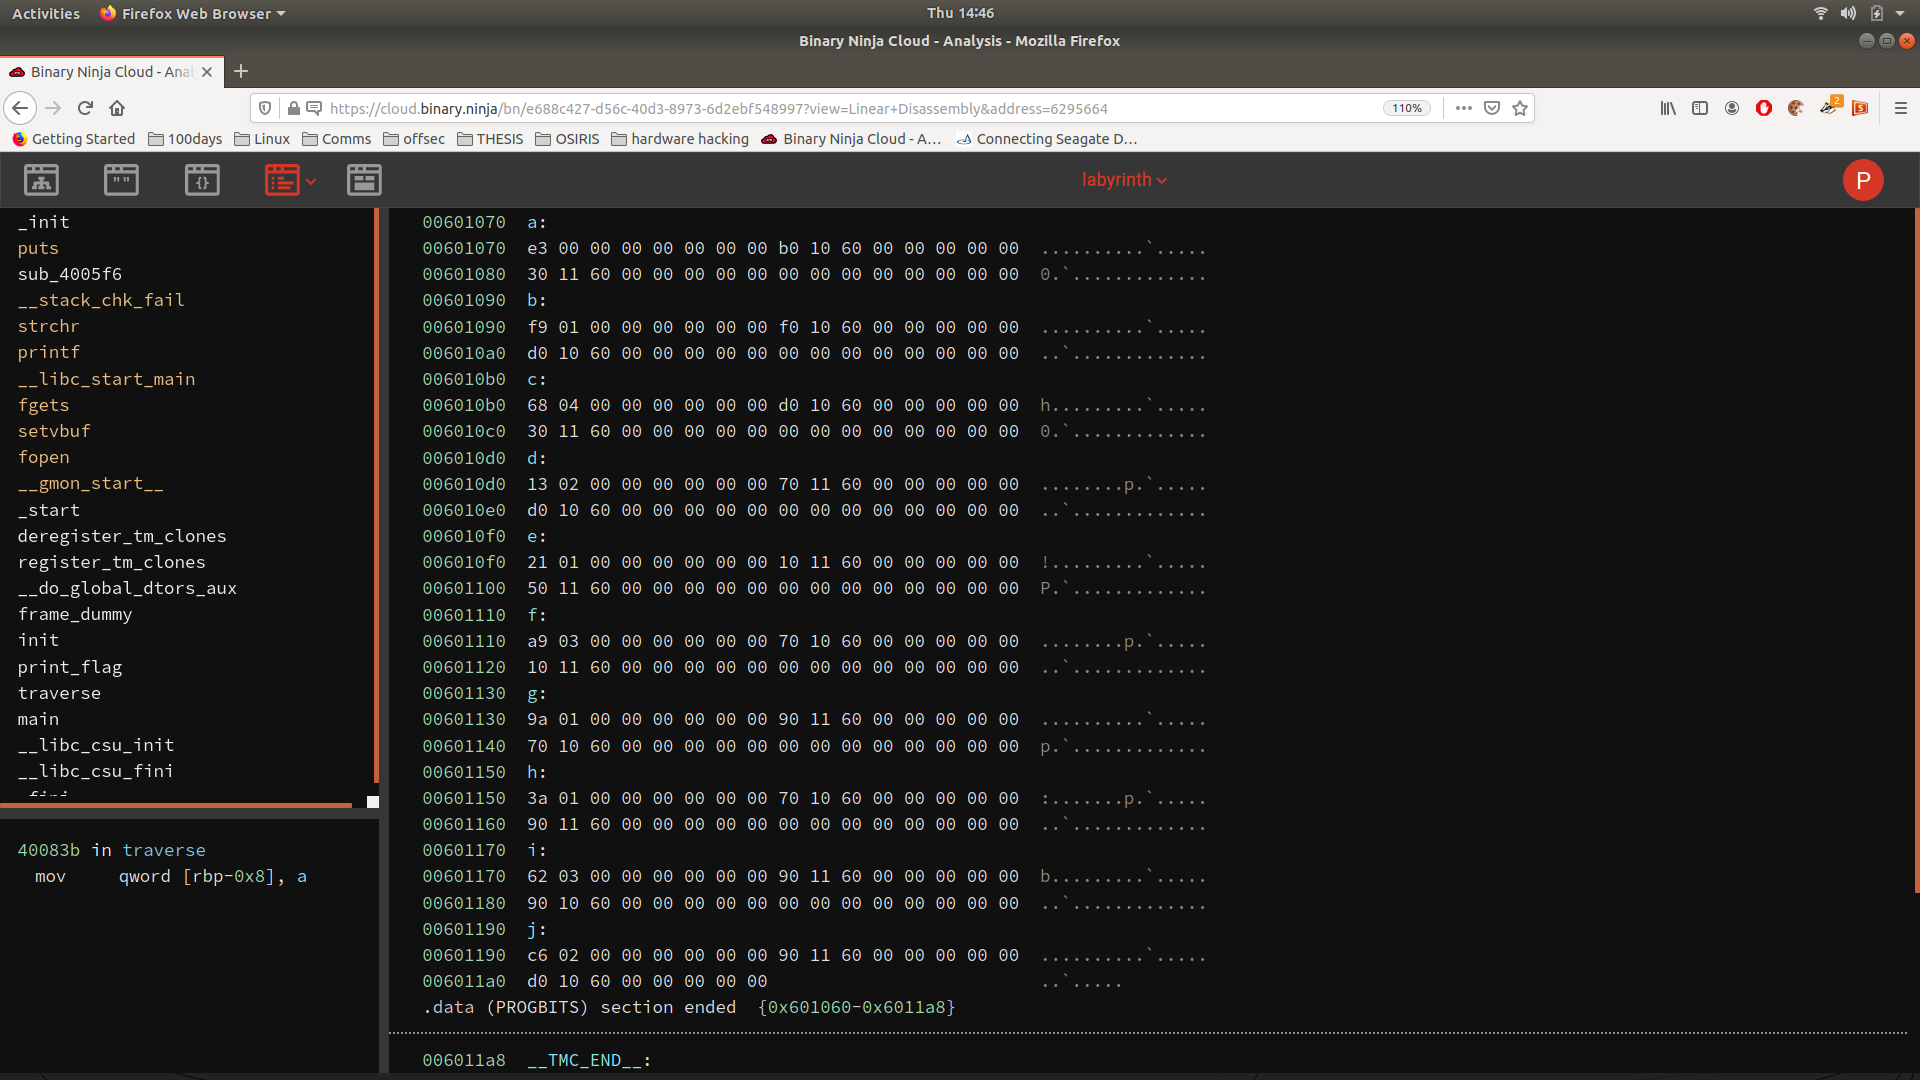 Activities Firefox Web Browser Thu 14:46
Binary Ninja Cloud - Analysis - Mozilla Firefox
Binary Ninja Cloud - Anal
https://cloud.binary.ninja/bn/e688c427-d56c-40d3-8973-6d2ebf548997?view=Linear+Disassembly&address=6295664 110% 2
Getting Started 100days Linux Comms offsec THESIS OSIRIS hardware hacking Binary Ninja Cloud - A... Connecting Seagate D...
labyrinth P
_init
puts
sub_4005f6
__stack_chk_fail
strchr
printf
__libc_start_main
fgets
setvbuf
fopen
__gmon_start__
_start
deregister_tm_clones
register_tm_clones
__do_global_dtors_aux
frame_dummy
init
print_flag
traverse
main
__libc_csu_init
__libc_csu_fini
40083b in traverse
mov qword [rbp-0x8], a
00601070 a:
00601070 e3 00 00 00 00 00 00 00 b0 10 60 00 00 00 00 00 ..........`.....
00601080 30 11 60 00 00 00 00 00 00 00 00 00 00 00 00 00 0.`.............
00601090 b:
00601090 f9 01 00 00 00 00 00 00 f0 10 60 00 00 00 00 00 ..........`.....
006010a0 d0 10 60 00 00 00 00 00 00 00 00 00 00 00 00 00 ..`.............
006010b0 c:
006010b0 68 04 00 00 00 00 00 00 d0 10 60 00 00 00 00 00 h.........`.....
006010c0 30 11 60 00 00 00 00 00 00 00 00 00 00 00 00 00 0.`.............
006010d0 d:
006010d0 13 02 00 00 00 00 00 00 70 11 60 00 00 00 00 00 ........p.`.....
006010e0 d0 10 60 00 00 00 00 00 00 00 00 00 00 00 00 00 ..`.............
006010f0 e:
006010f0 21 01 00 00 00 00 00 00 10 11 60 00 00 00 00 00 !.........`.....
00601100 50 11 60 00 00 00 00 00 00 00 00 00 00 00 00 00 P.`.............
00601110 f:
00601110 a9 03 00 00 00 00 00 00 70 10 60 00 00 00 00 00 ........p.`.....
00601120 10 11 60 00 00 00 00 00 00 00 00 00 00 00 00 00 ..`.............
00601130 g:
00601130 9a 01 00 00 00 00 00 00 90 11 60 00 00 00 00 00 ..........`.....
00601140 70 10 60 00 00 00 00 00 00 00 00 00 00 00 00 00 p.`.............
00601150 h:
00601150 3a 01 00 00 00 00 00 00 70 10 60 00 00 00 00 00 :.......p.`.....
00601160 90 11 60 00 00 00 00 00 00 00 00 00 00 00 00 00 ..`.............
00601170 i:
00601170 62 03 00 00 00 00 00 00 90 11 60 00 00 00 00 00 b.........`.....
00601180 90 10 60 00 00 00 00 00 00 00 00 00 00 00 00 00 ..`.............
00601190 j:
00601190 c6 02 00 00 00 00 00 00 90 11 60 00 00 00 00 00 ..........`.....
006011a0 d0 10 60 00 00 00 00 00 ..`.....
.data (PROGBITS) section ended {0x601060-0x6011a8}
006011a8 __TMC_END__: